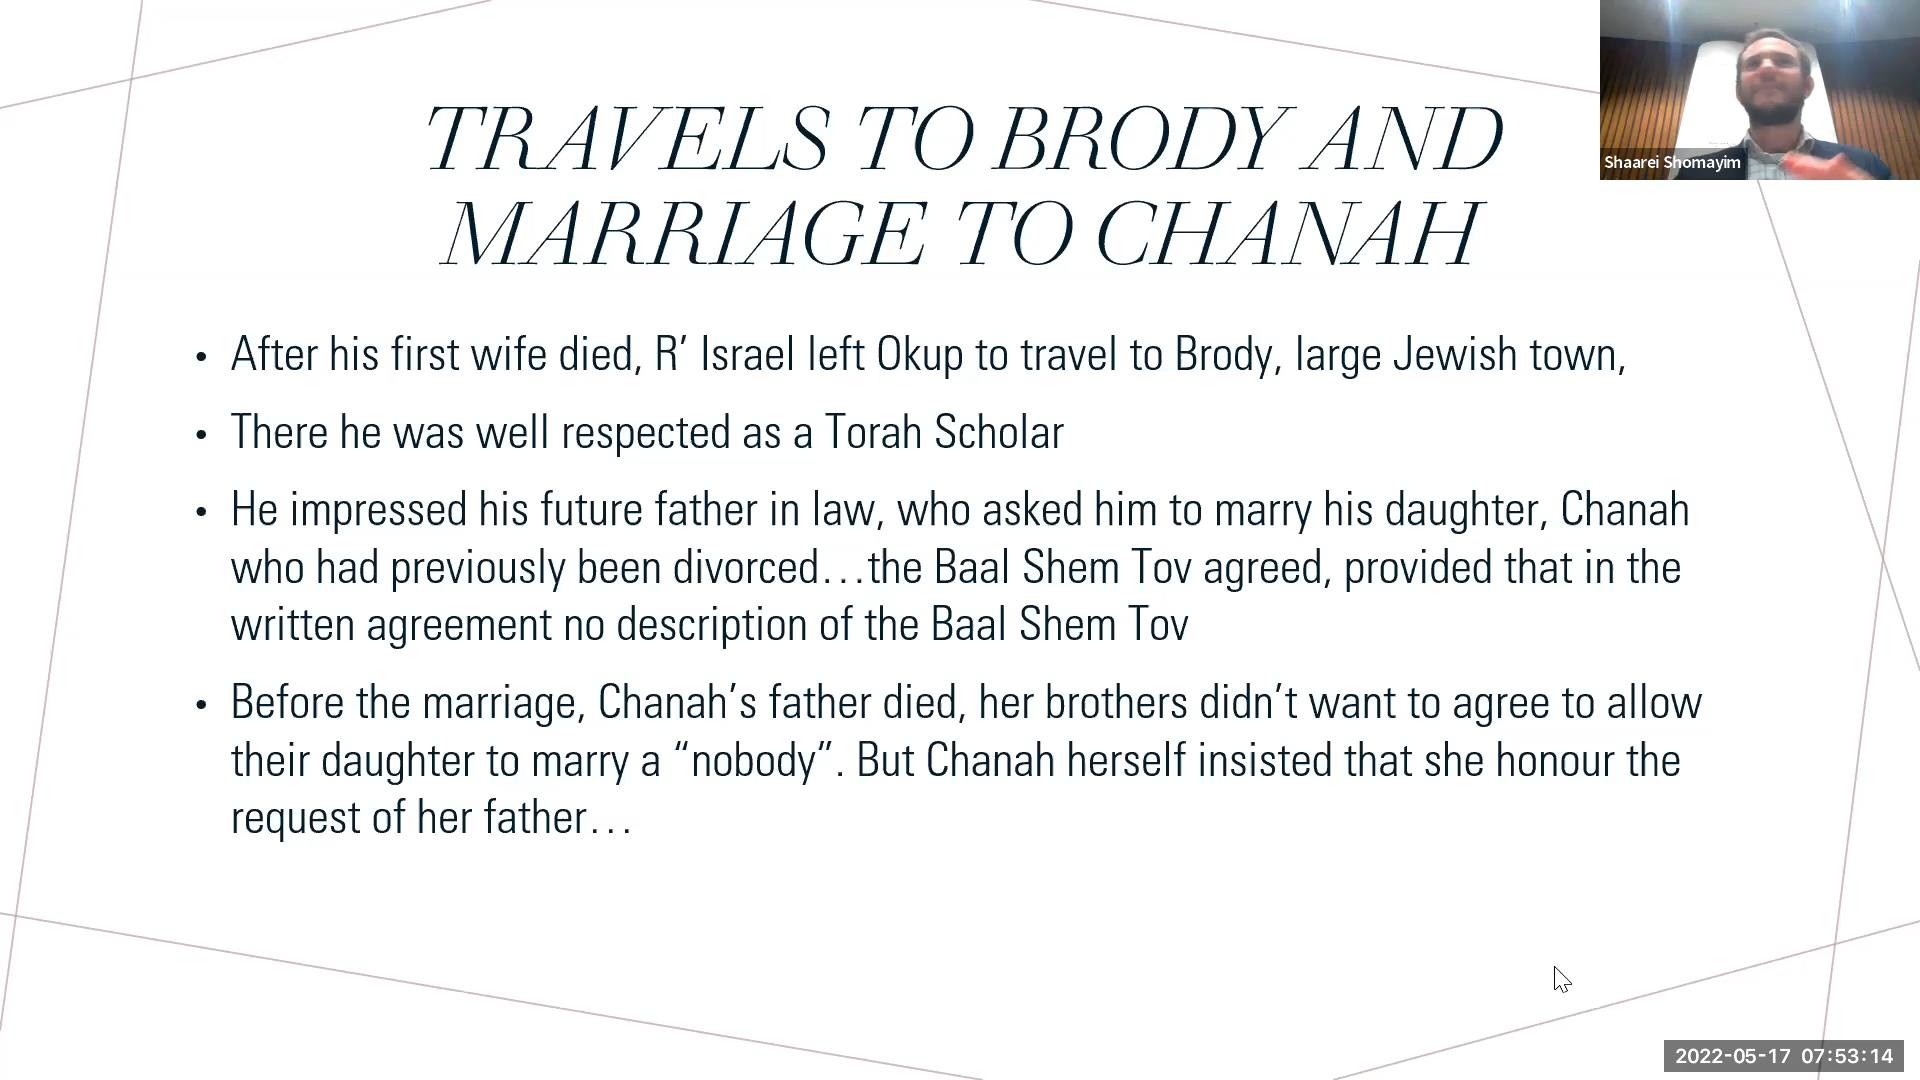 TRAVELS TO BRODY AND
MARRIAGE TO CHANAH
Shaarei Shomayim
• After his first wife died, R’ Israel left Okup to travel to Brody, large Jewish town,
• There he was well respected as a Torah Scholar
• He impressed his future father in law, who asked him to marry his daughter, Chanah
who had previously been divorced…the Baal Shem Tov agreed, provided that in the
written agreement no description of the Baal Shem Tov
• Before the marriage, Chanah’s father died, her brothers didn’t want to agree to allow
their daughter to marry a “nobody”. But Chanah herself insisted that she honour the
request of her father…
2022-05-17 07:53:14